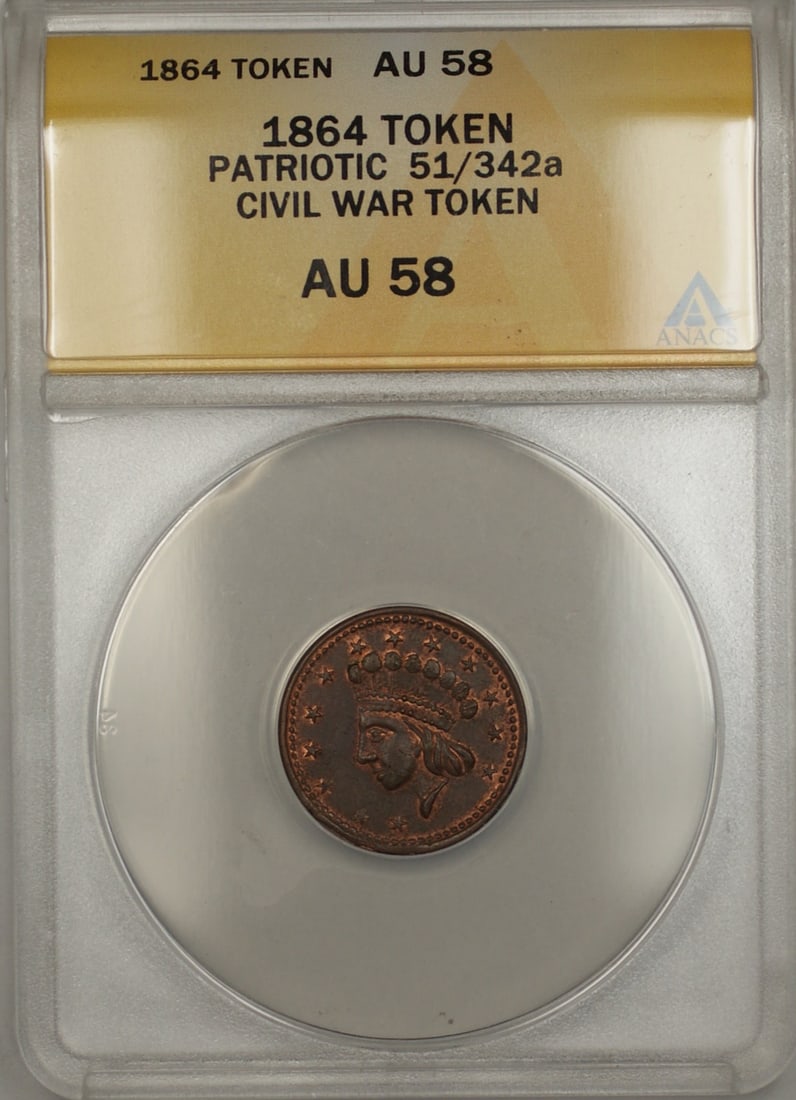 1864 TOKEN AU 58
1864 TOKEN
PATRIOTIC 51/342a
CIVIL WAR TOKEN
AU 58
ANACS